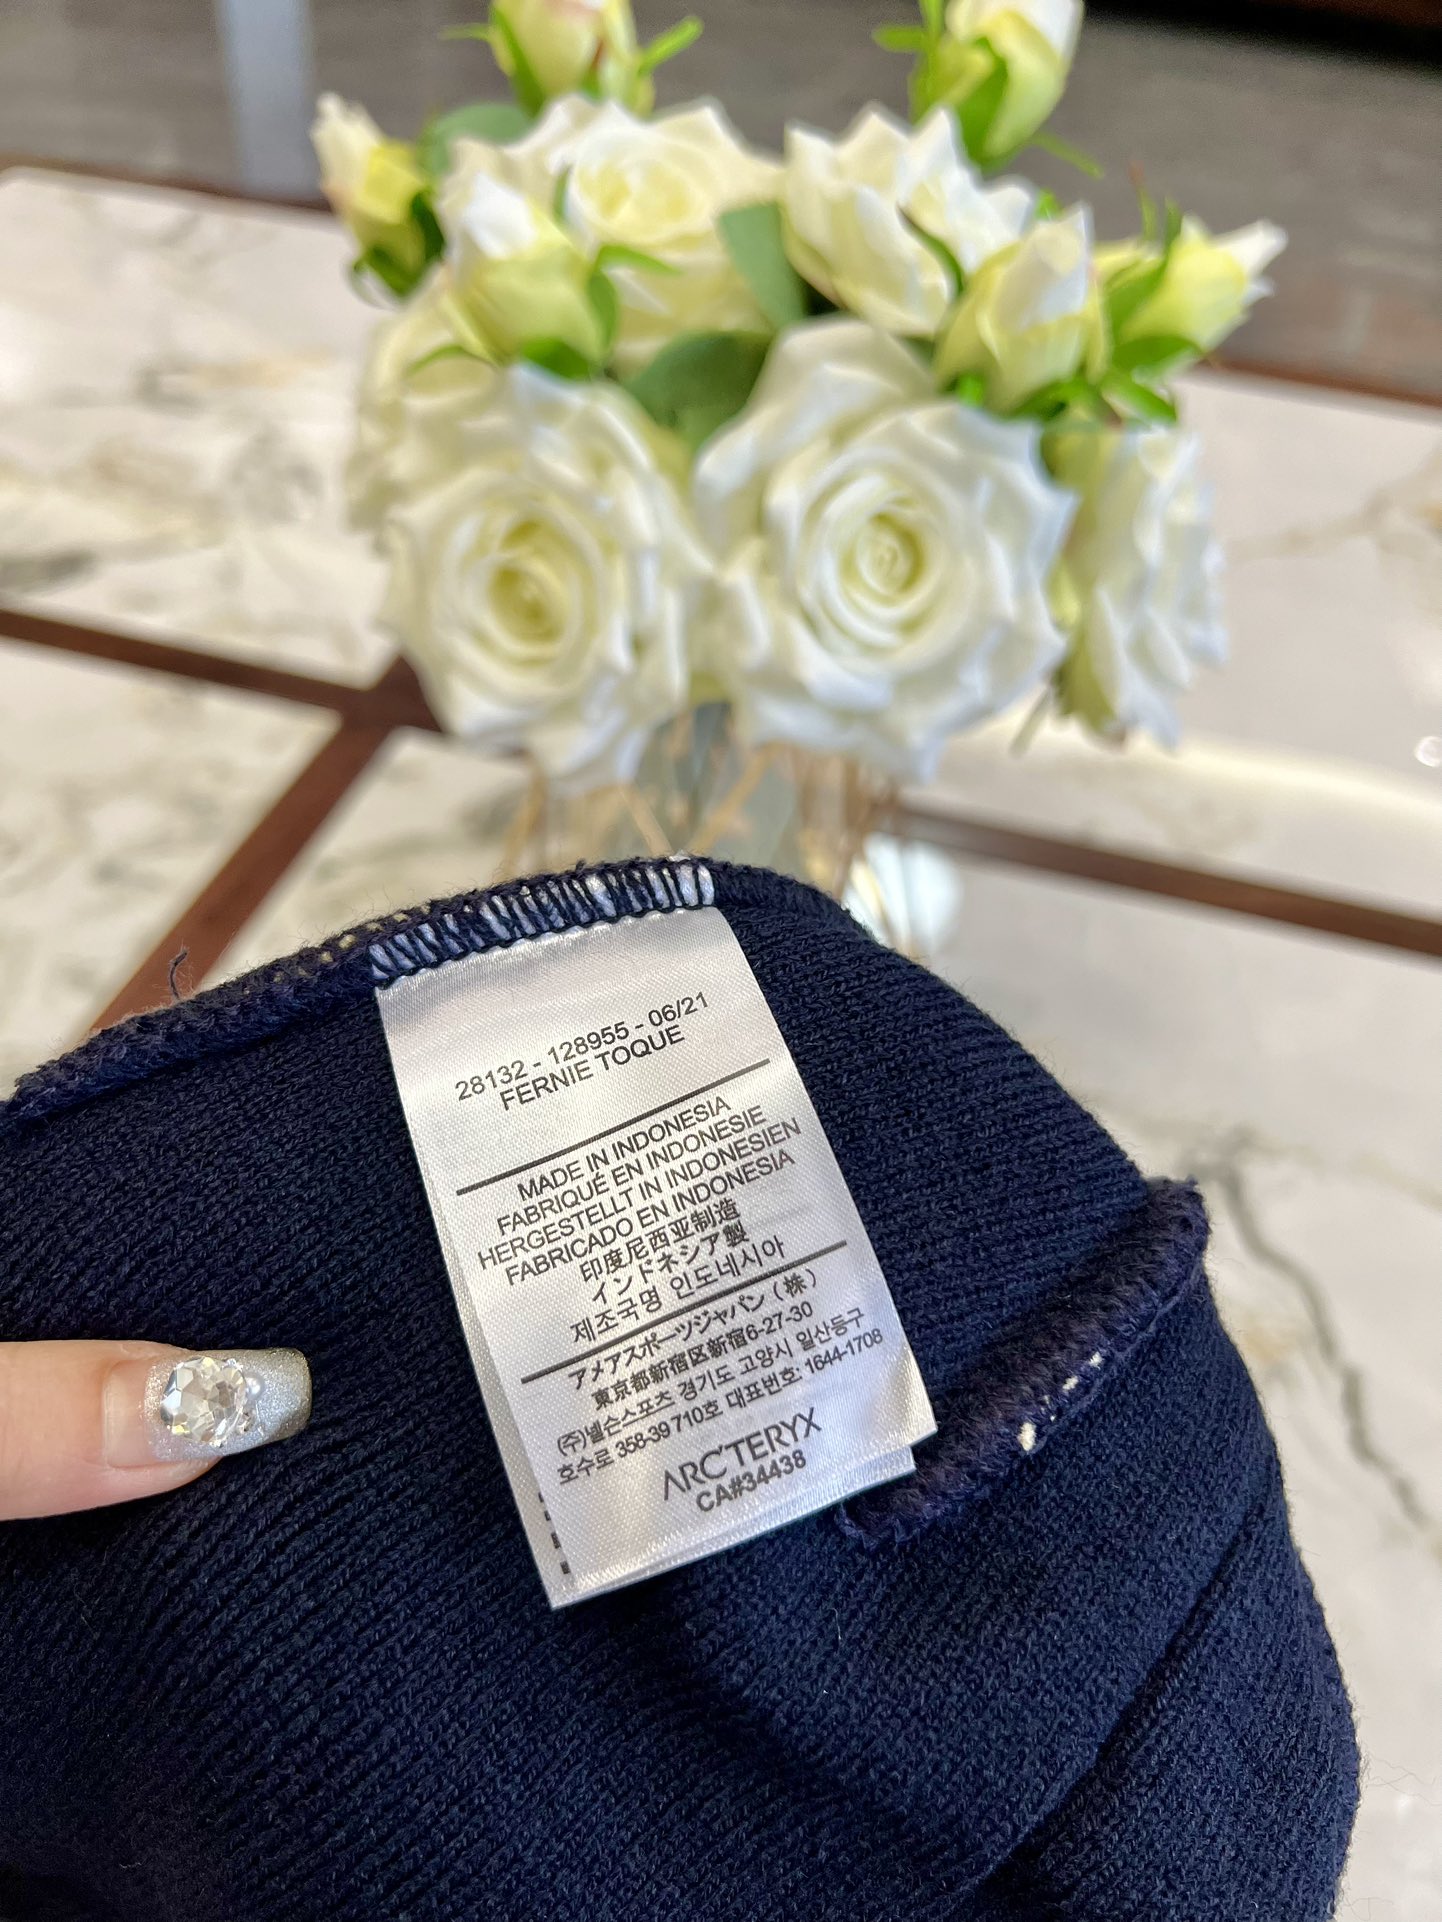 28132 - 128955 - 06/21
FERNIE TOQUE
MADE IN INDONESIA
FABRIQUÉ EN INDONESIE
HERGESTELLT IN INDONESIEN
FABRICADO EN INDONESIA
印度尼西亚制造
インドネシア製
제조국명 인도네시아
アメアスポーツジャパン（株）
東京都新宿区新宿6-27-30
(주)넬슨스포츠 경기도 고양시 일산동구
호수로 358-39 710호 대표번호: 1644-1708
ARC'TERYX
CA#34438